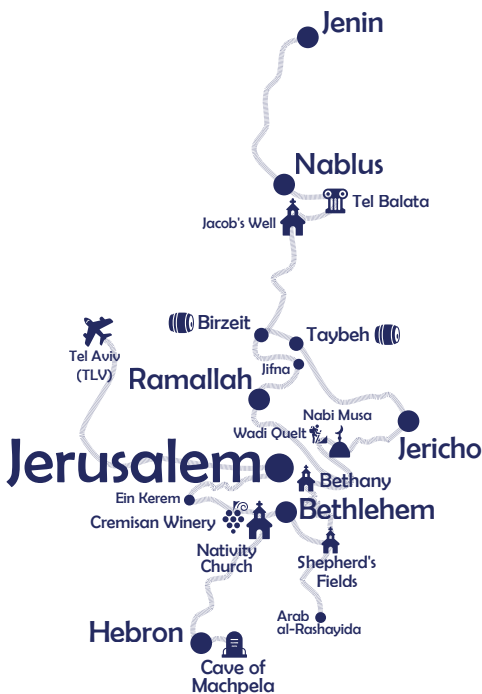 Jenin
Nablus
Tel Balata
Jacob's Well
Birzeit
Taybeh
Tel Aviv
(TLV)
Jifna
Ramallah
Nabi Musa
Wadi Quelt
Jericho
Jerusalem
Bethany
Ein Kerem
Bethlehem
Cremisan Winery
Nativity
Church
Shepherd's
Fields
Arab
al-Rashayida
Hebron
Cave of
Machpela